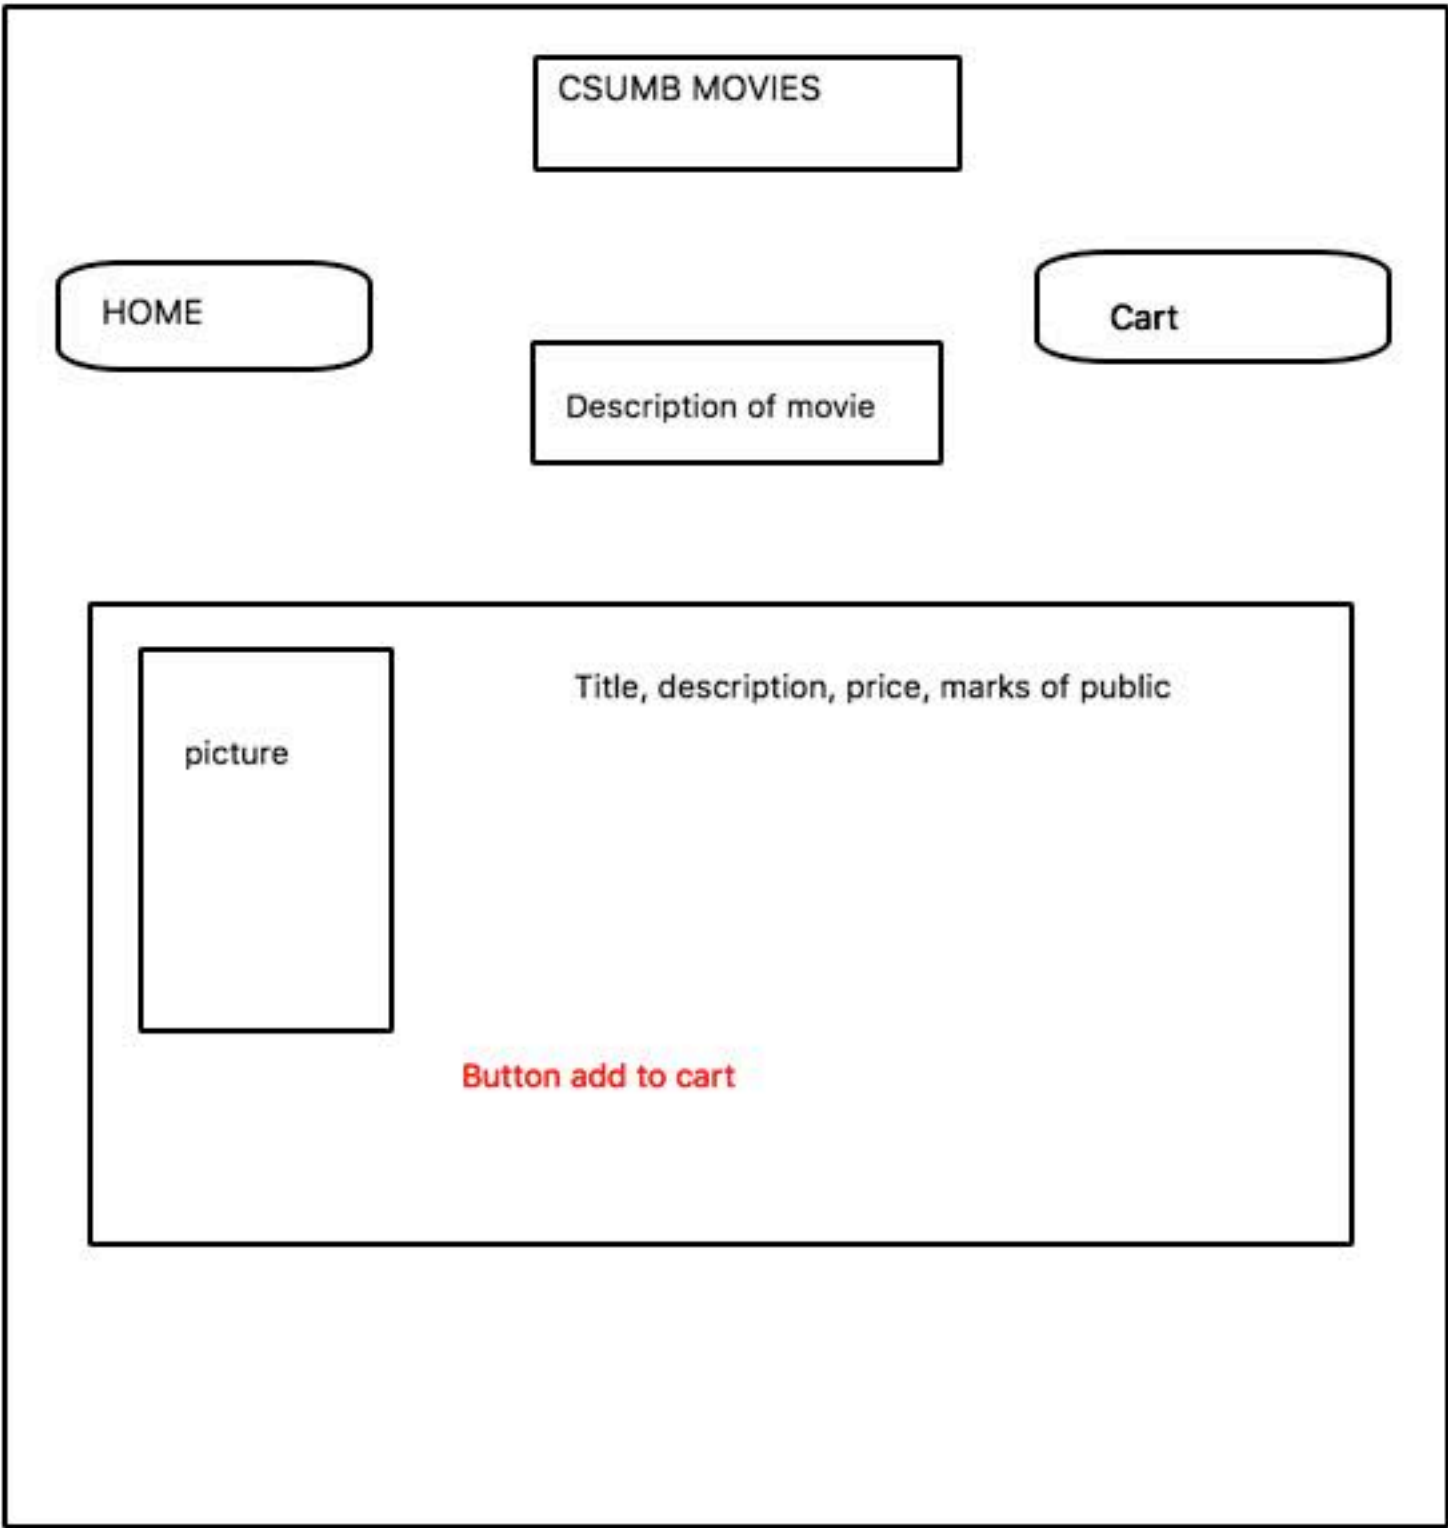 CSUMB MOVIES
HOME
Cart
Description of movie
Title, description, price, marks of public
picture
Button add to cart